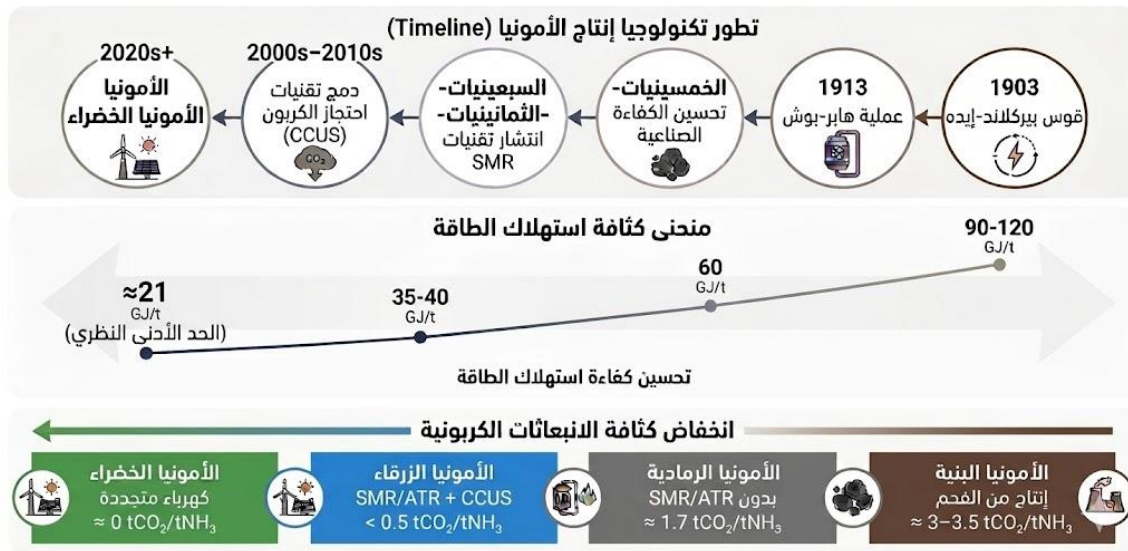 تطور تكنولوجيا إنتاج الأمونيا (Timeline)
1903
قوس بيركلاند-إيده
1913
عملية هابر-بوش
الخمسينيات-
تحسين الكفاءة
الصناعية
السبعينيات-
-الثمانينيات-
انتشار تقنيات
SMR
2000s–2010s
دمج تقنيات
احتجاز الكربون
(CCUS)
CO₂
2020s+
الأمونيا
الأمونيا الخضراء
منحنى كثافة استهلاك الطاقة
90-120
GJ/t
60
GJ/t
35-40
GJ/t
≈21
GJ/t
(الحد الأدنى النظري)
تحسين كفاءة استهلاك الطاقة
انخفاض كثافة الانبعاثات الكربونية
الأمونيا البنية
إنتاج من الفحم
≈ 3–3.5 tCO₂/tNH₃
الأمونيا الرمادية
SMR/ATR بدون
≈ 1.7 tCO₂/tNH₃
الأمونيا الزرقاء
SMR/ATR + CCUS
< 0.5 tCO₂/tNH₃
الأمونيا الخضراء
كهرباء متجددة
≈ 0 tCO₂/tNH₃